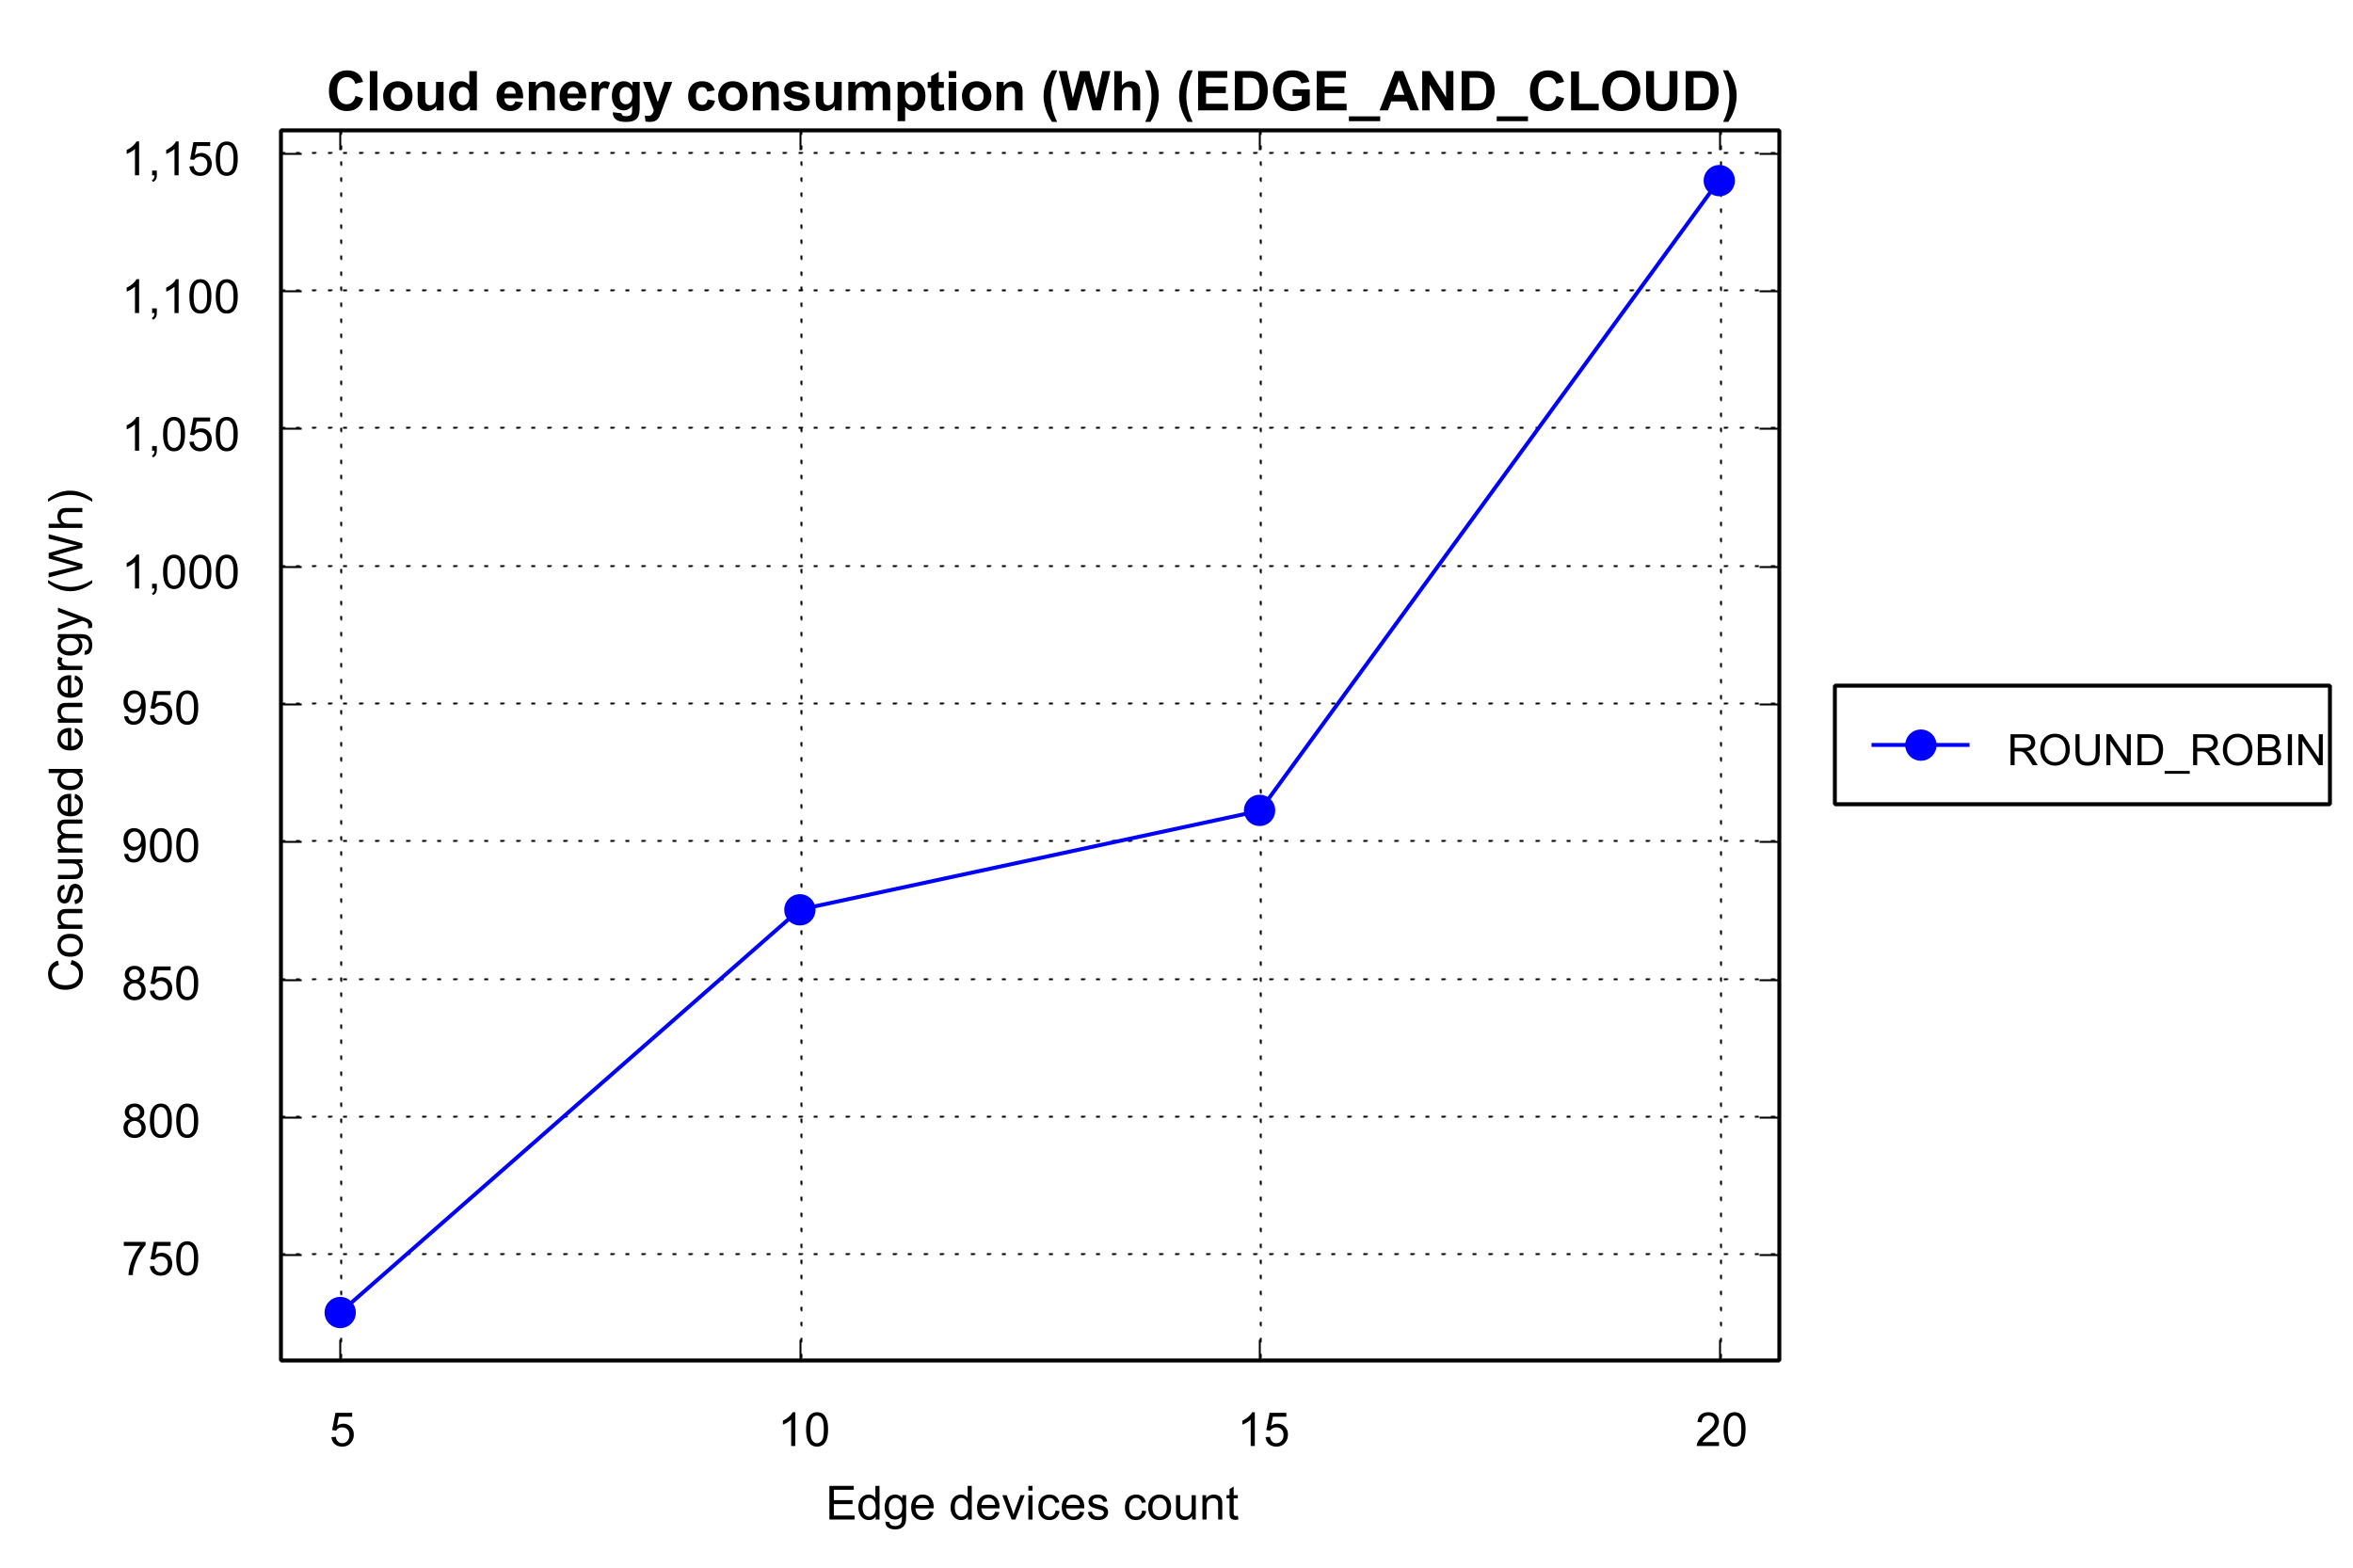 Cloud energy consumption (Wh) (EDGE_AND_CLOUD)
1,150
1,100
1,050
1,000
950
900
850
800
750
Consumed energy (Wh)
5 10 15 20
Edge devices count
ROUND_ROBIN